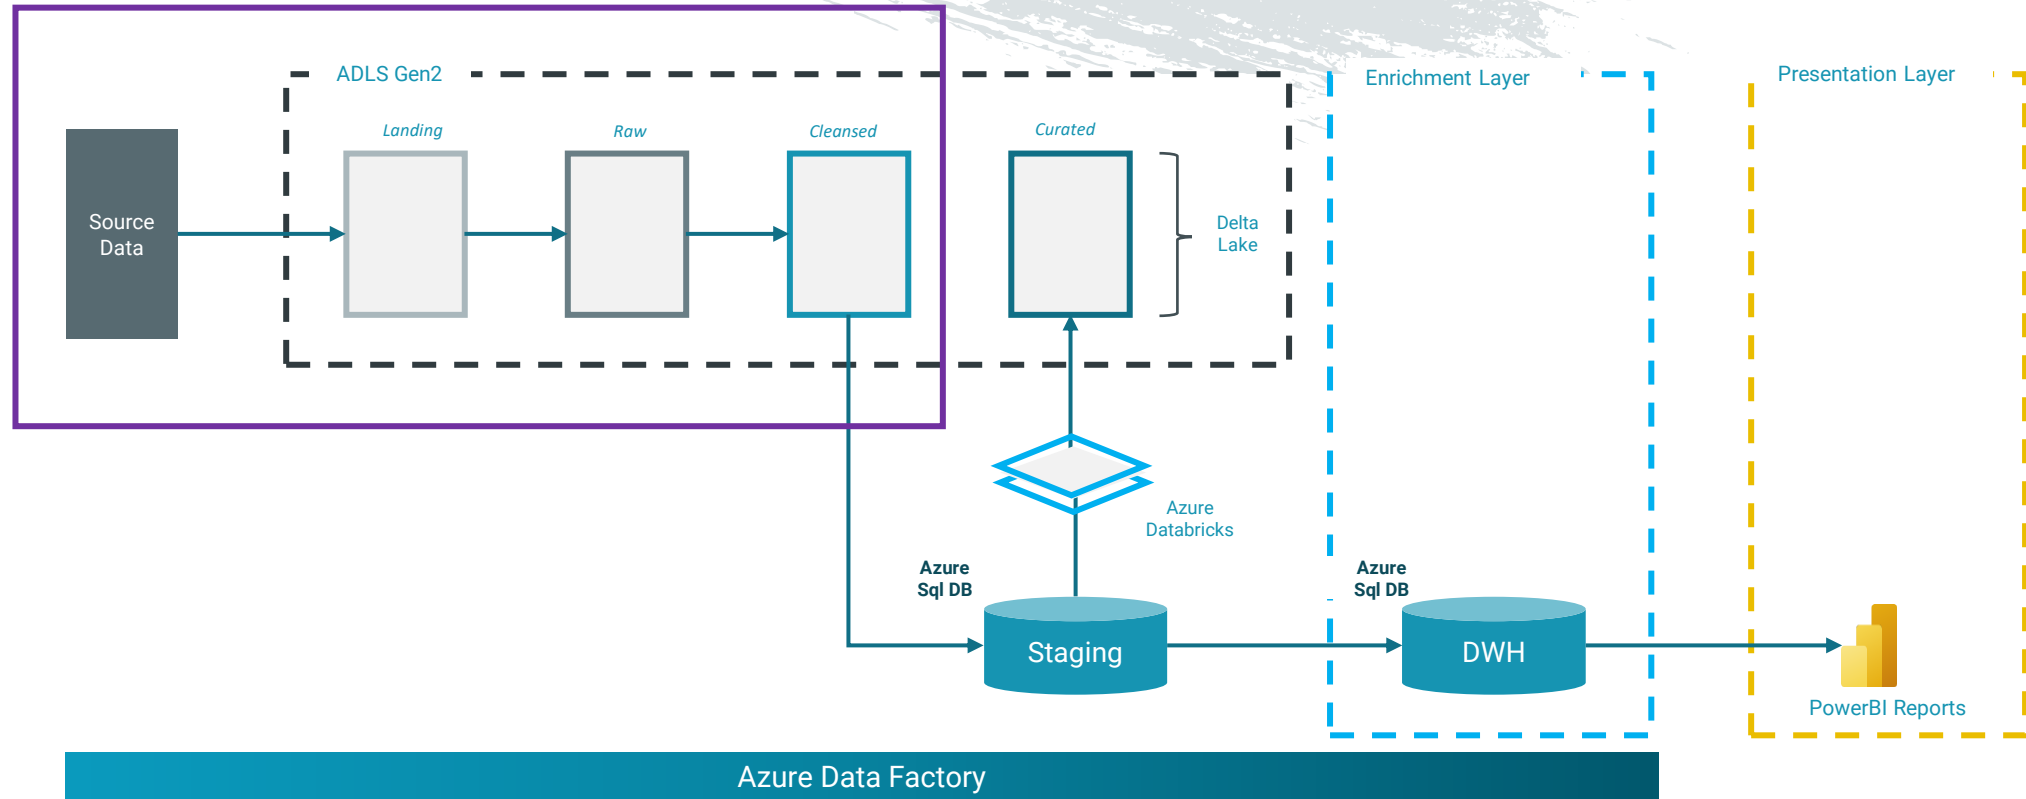 ADLS Gen2
Enrichment Layer
Presentation Layer
Landing
Raw
Cleansed
Curated
Source
Data
Delta
Lake
Azure
Databricks
Azure
Sql DB
Azure
Sql DB
Staging
DWH
PowerBI Reports
Azure Data Factory